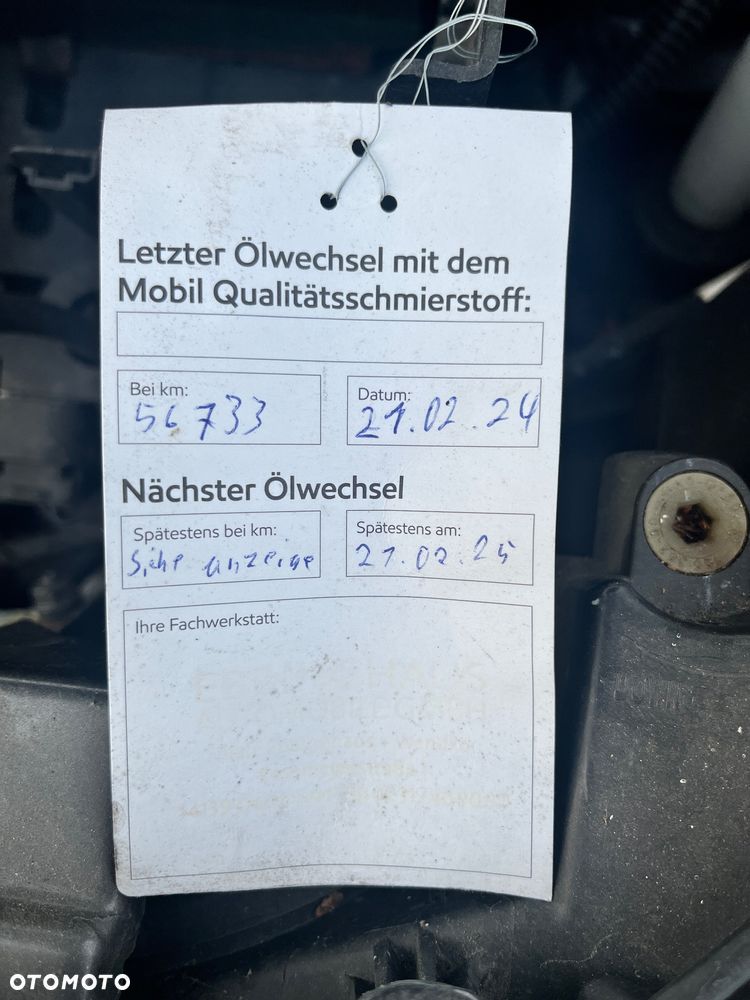 Letzter Ölwechsel mit dem
Mobil Qualitätsschmierstoff:
Bei km:
56733
Datum:
21.02.24
Nächster Ölwechsel
Spätestens bei km:
Siehe anzeige
Spätestens am:
21.02.25
Ihre Fachwerkstatt:
OTOMOTO